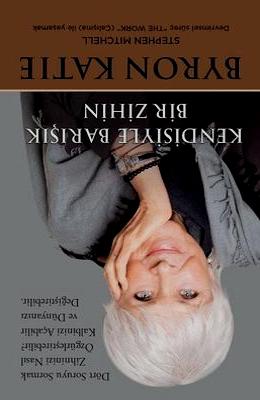 Dört Soruyu Sormak
Zihninizi Nasıl
Özgürleştirebilir?
Kalbinizi Açabilir
ve Dünyanızı
Değiştirebilir.
KENDİSİYLE BARIŞIK
BİR ZİHİN
BYRON KATIE
STEPHEN MITCHELL
Devrimsel süreç "THE WORK" (Çalışma) ile yaşamak